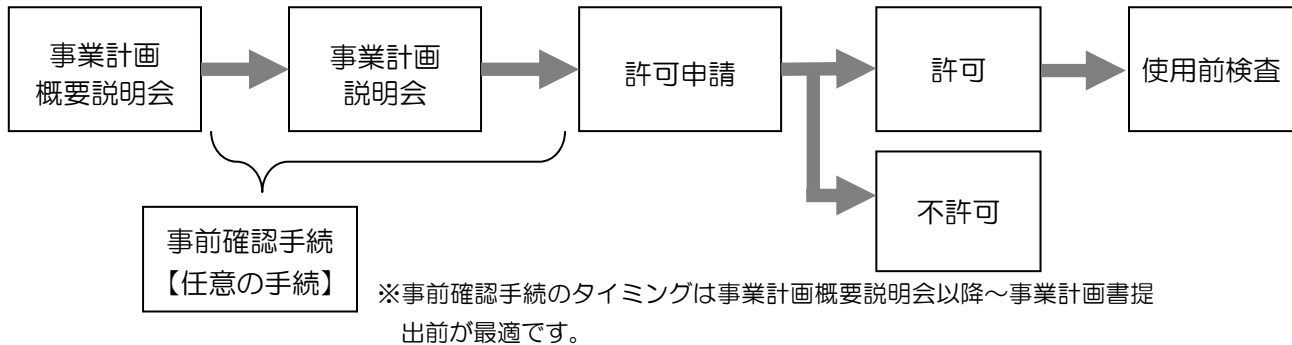 事業計画
概要説明会
事業計画
説明会
許可申請
許可
使用前検査
不許可
事前確認手続
【任意の手続】
※事前確認手続のタイミングは事業計画概要説明会以降～事業計画書提
出前が最適です。